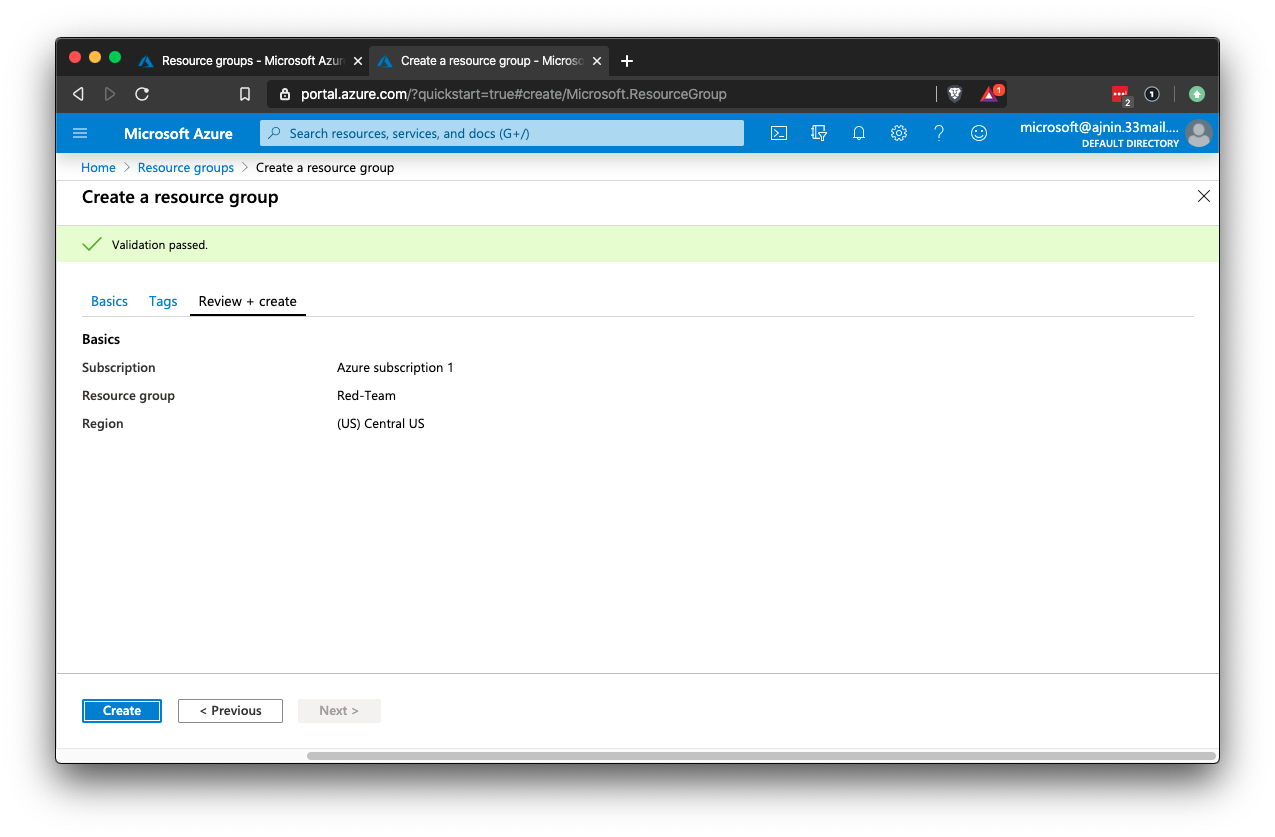 Resource groups - Microsoft Azur
Create a resource group - Microso
portal.azure.com/?quickstart=true#create/Microsoft.ResourceGroup
1
2
1
Microsoft Azure
Search resources, services, and docs (G+/)
microsoft@ajnin.33mail....
DEFAULT DIRECTORY
Home > Resource groups > Create a resource group
Create a resource group
Validation passed.
Basics Tags Review + create
Basics
Subscription Azure subscription 1
Resource group Red-Team
Region (US) Central US
Create < Previous Next >